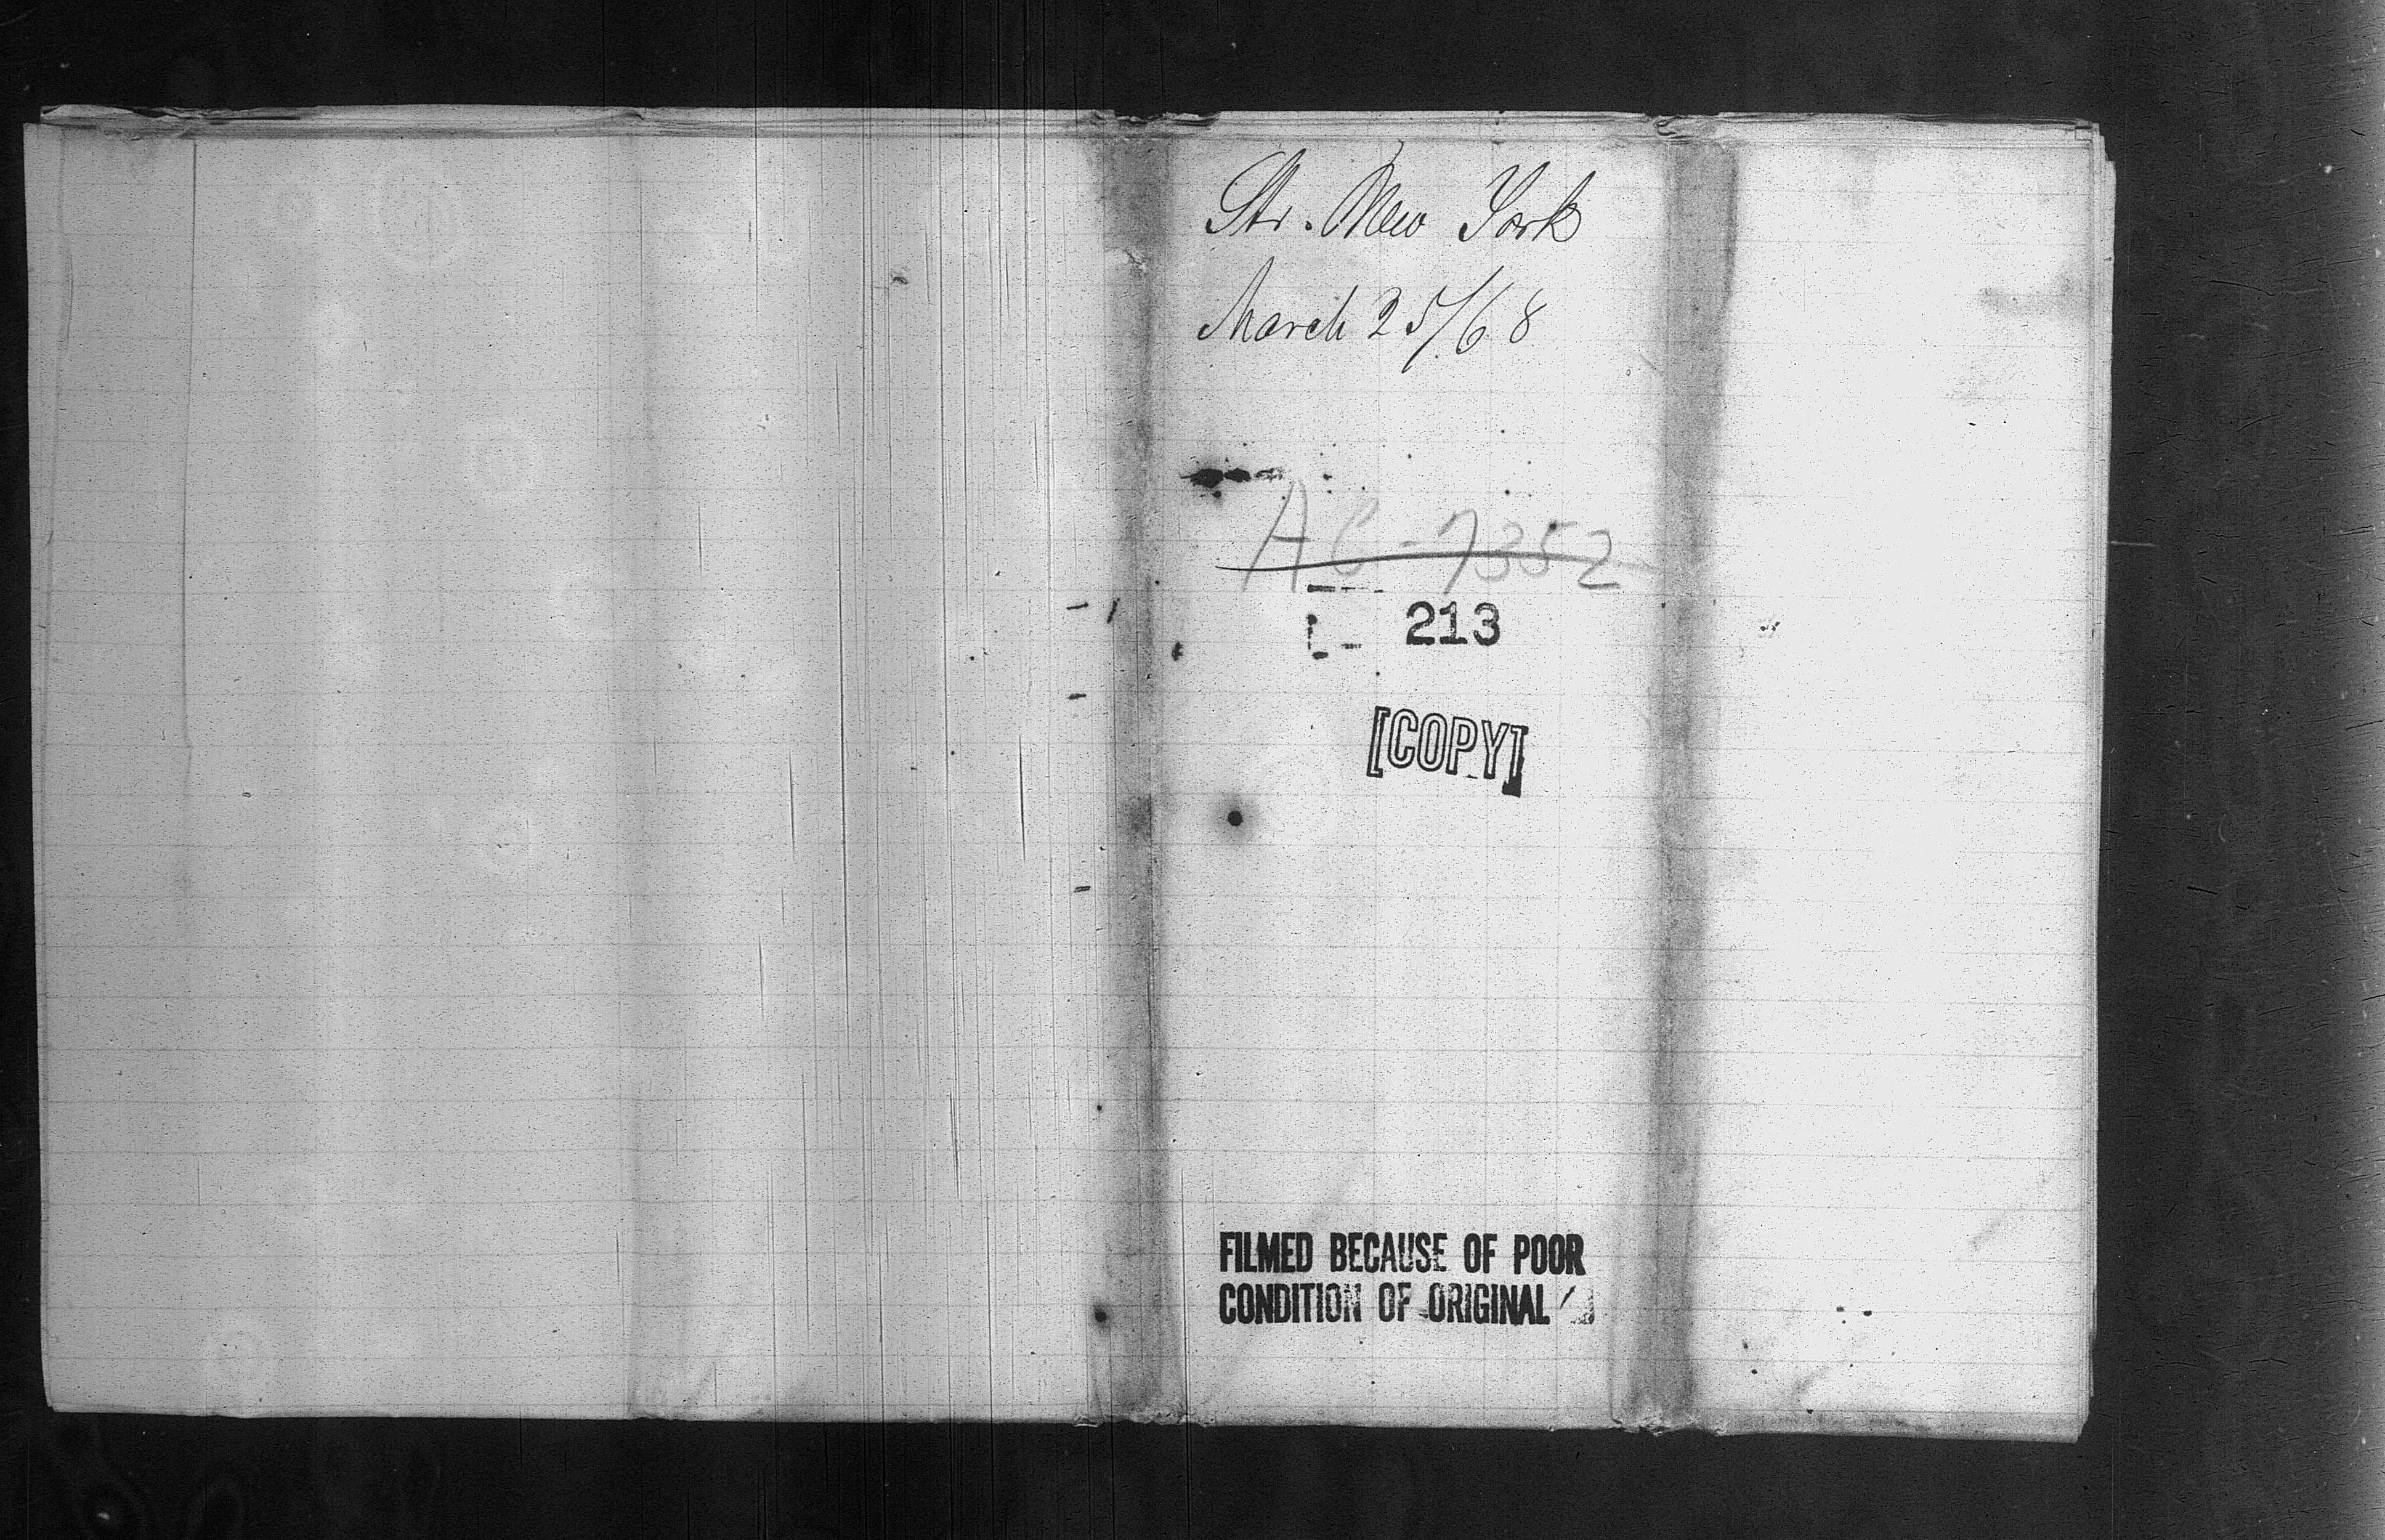 Str. New York
March 25/68
AC-7352
213
[COPY]
FILMED BECAUSE OF POOR
CONDITION OF ORIGINAL